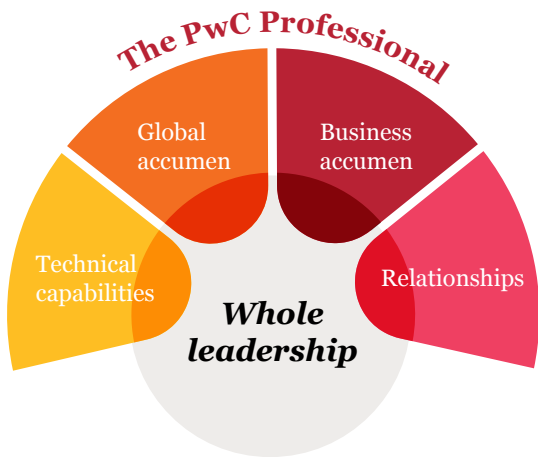 The PwC Professional
Global
accumen
Business
accumen
Technical
capabilities
Relationships
Whole
leadership